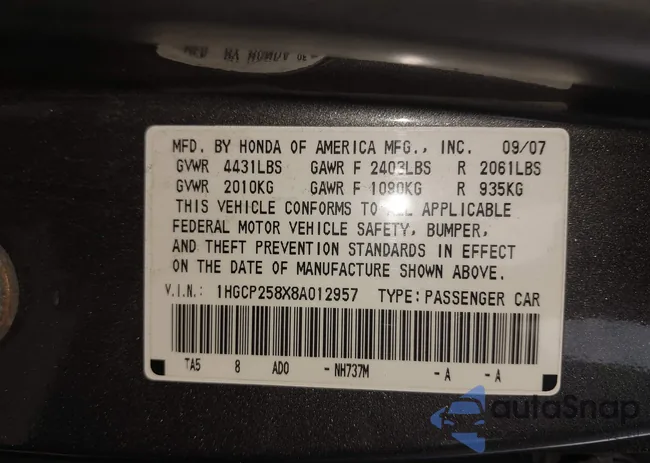 MFD. BY HONDA OF AMERICA MFG., INC. 09/07
GVWR 4431LBS GAWR F 2403LBS R 2061LBS
GVWR 2010KG GAWR F 1090KG R 935KG
THIS VEHICLE CONFORMS TO ALL APPLICABLE
FEDERAL MOTOR VEHICLE SAFETY, BUMPER,
AND THEFT PREVENTION STANDARDS IN EFFECT
ON THE DATE OF MANUFACTURE SHOWN ABOVE.
V.I.N.: 1HGCP258X8A012957 TYPE: PASSENGER CAR
TA5 8 AD0 - NH737M - A - A
autoSnap